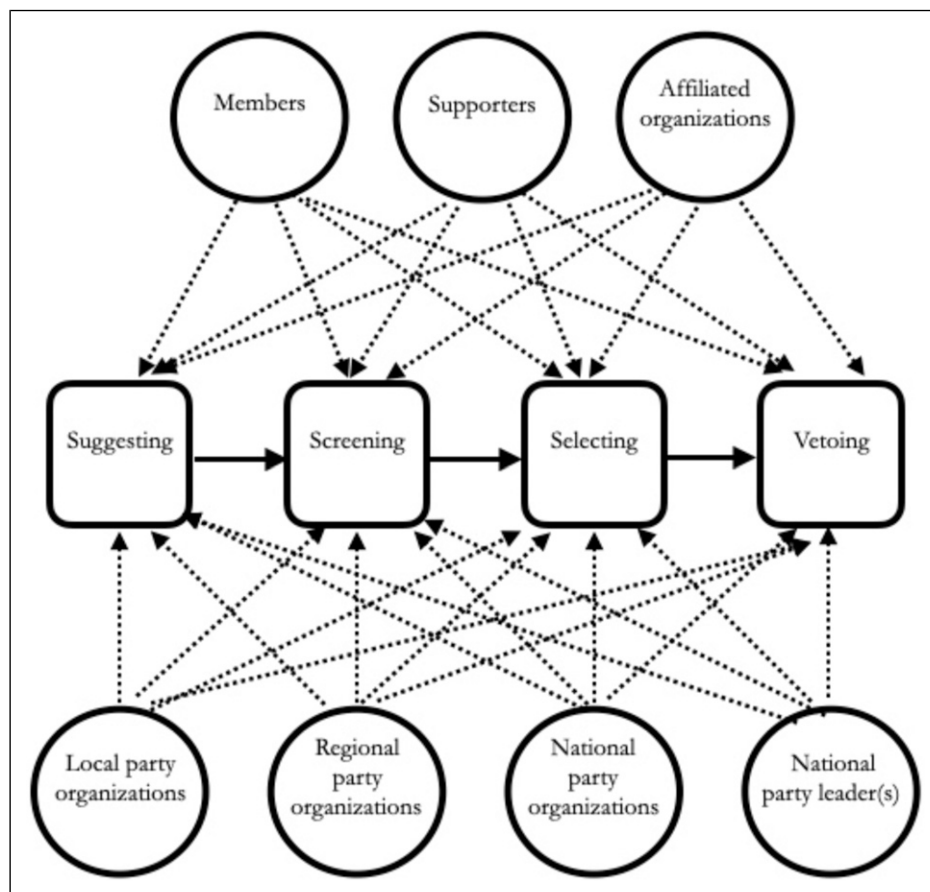 Members
Supporters
Affiliated
organizations
Suggesting
Screening
Selecting
Vetoing
Local party
organizations
Regional
party
organizations
National
party
organizations
National
party leader(s)